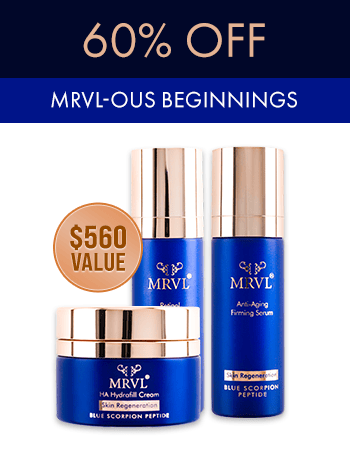 60% OFF
MRVL-OUS BEGINNINGS
$560
VALUE
MRVL®
Retinol
MRVL®
Anti-Aging
Firming Serum
Skin Regeneration
BLUE SCORPION
PEPTIDE
MRVL®
HA Hydrafill Cream
Skin Regeneration
BLUE SCORPION PEPTIDE